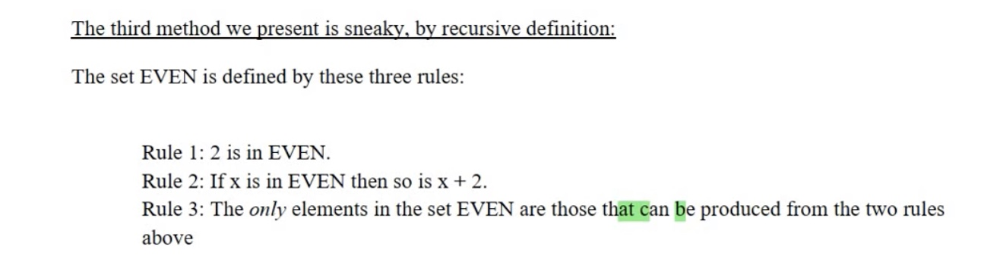 The third method we present is sneaky, by recursive definition:
The set EVEN is defined by these three rules:
Rule 1: 2 is in EVEN.
Rule 2: If x is in EVEN then so is x + 2.
Rule 3: The only elements in the set EVEN are those that can be produced from the two rules
above